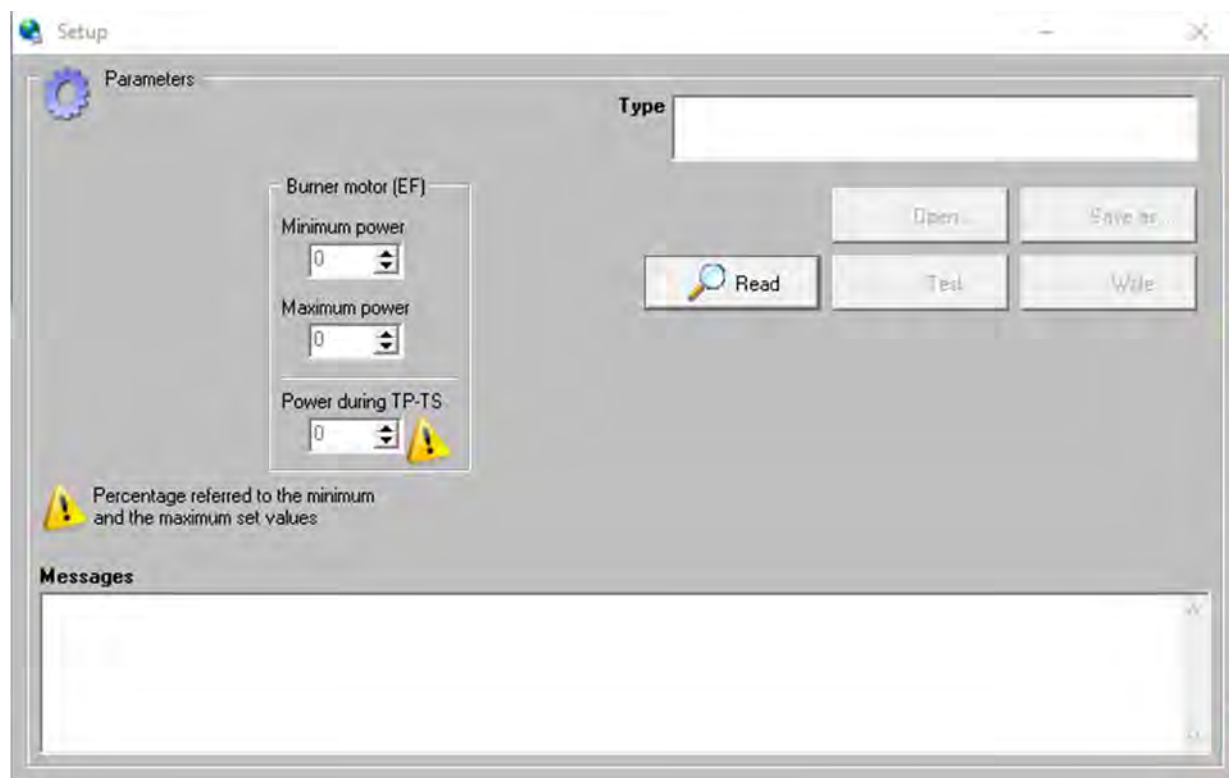 Setup
Parameters
Type
Burner motor (EF)
Minimum power
0
Maximum power
0
Power during TP-TS
0
Open...
Save as...
Read
Test
Write
Percentage referred to the minimum
and the maximum set values
Messages